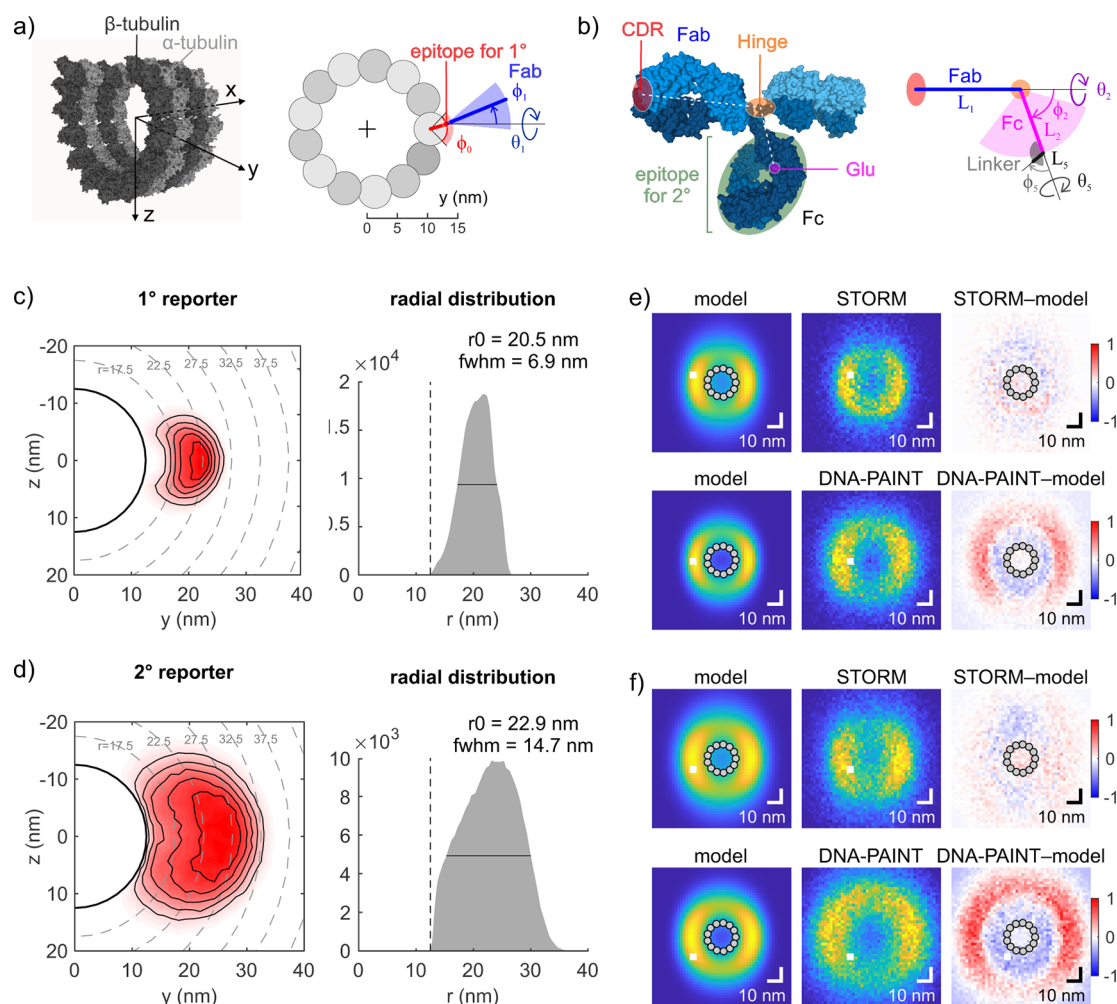 a)
β-tubulin
α-tubulin
x
y
z
epitope for 1°
Fab
ϕ1
ϕ0
θ1
y (nm)
0 5 10 15
b)
CDR
Fab
Hinge
epitope for 2°
Glu
Fc
Fab
L1
θ2
ϕ2
Fc
L2
Linker
L5
ϕ5
θ5
c)
1° reporter
r=17.5 22.5 27.5 32.5 37.5
-20
-10
0
10
20
z (nm)
0 10 20 30 40
y (nm)
radial distribution
r0 = 20.5 nm
fwhm = 6.9 nm
×10^4
2
1.5
1
0.5
0
0 10 20 30 40
r (nm)
d)
2° reporter
r=17.5 22.5 27.5 32.5 37.5
-20
-10
0
10
20
z (nm)
0 10 20 30 40
y (nm)
radial distribution
r0 = 22.9 nm
fwhm = 14.7 nm
×10^3
10
8
6
4
2
0
0 10 20 30 40
r (nm)
e)
model STORM STORM–model
10 nm 10 nm 10 nm
1
0
-1
model DNA-PAINT DNA-PAINT–model
10 nm 10 nm 10 nm
1
0
-1
f)
model STORM STORM–model
10 nm 10 nm 10 nm
1
0
-1
model DNA-PAINT DNA-PAINT–model
10 nm 10 nm 10 nm
1
0
-1